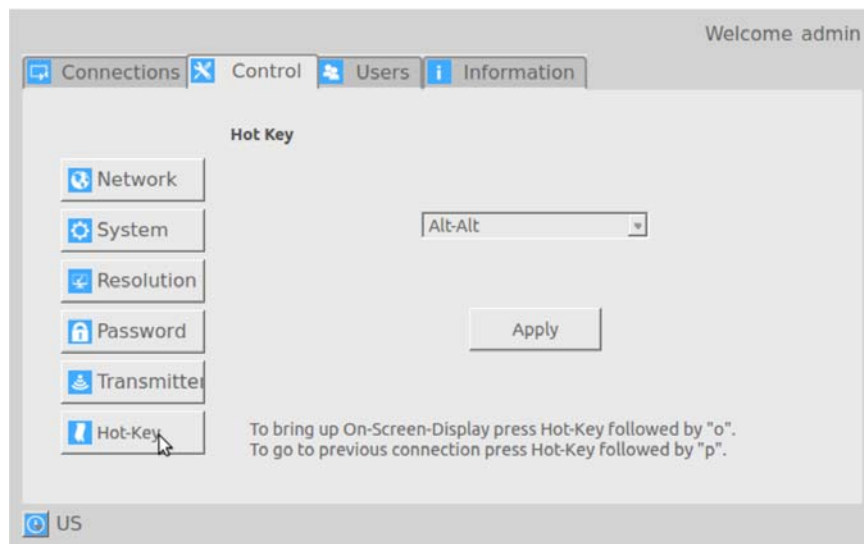 Welcome admin
Connections Control Users Information
Hot Key
Network
System
Resolution
Password
Transmitter
Hot-Key
Alt-Alt
Apply
To bring up On-Screen-Display press Hot-Key followed by "o".
To go to previous connection press Hot-Key followed by "p".
US